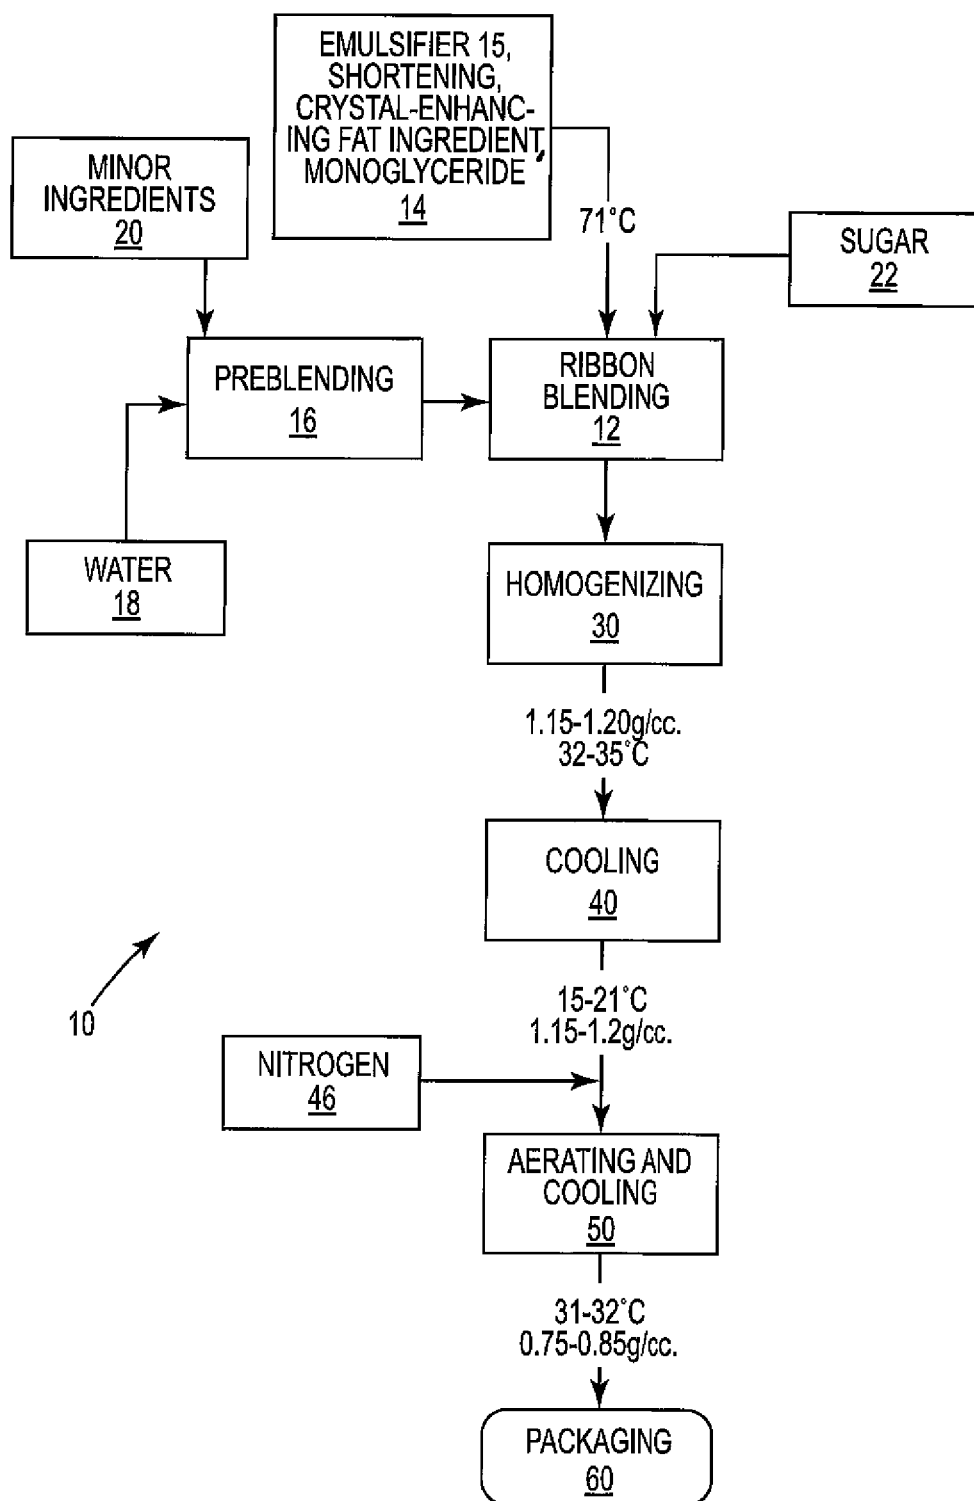 EMULSIFIER 15,
SHORTENING,
CRYSTAL-ENHANC-
ING FAT INGREDIENT,
MONOGLYCERIDE
14
MINOR
INGREDIENTS
20
71°C
SUGAR
22
PREBLENDING
16
RIBBON
BLENDING
12
WATER
18
HOMOGENIZING
30
1.15-1.20g/cc.
32-35°C
COOLING
40
10
15-21°C
1.15-1.2g/cc.
NITROGEN
46
AERATING AND
COOLING
50
31-32°C
0.75-0.85g/cc.
PACKAGING
60